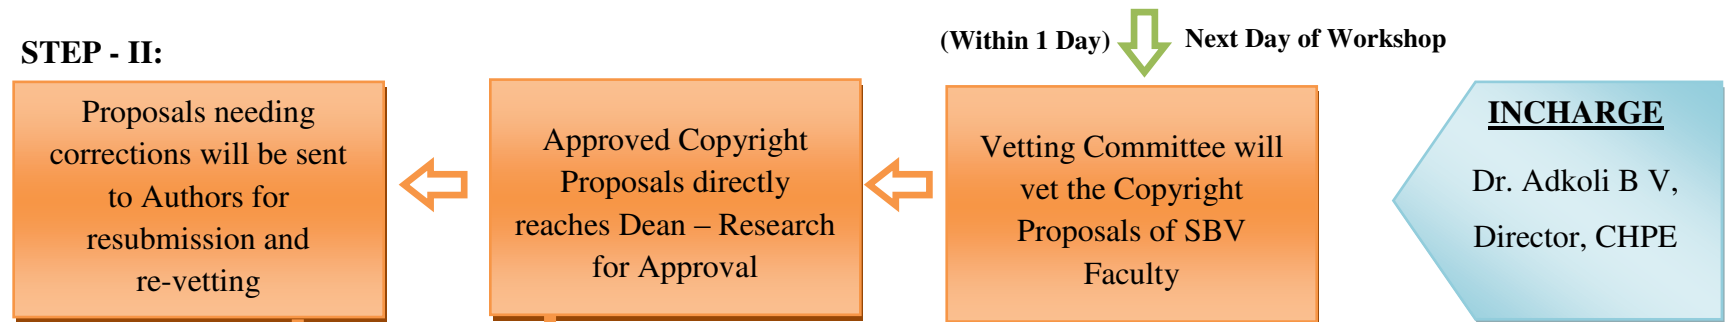 STEP - II:
(Within 1 Day)
Next Day of Workshop
Proposals needing
corrections will be sent
to Authors for
resubmission and
re-vetting
Approved Copyright
Proposals directly
reaches Dean – Research
for Approval
Vetting Committee will
vet the Copyright
Proposals of SBV
Faculty
INCHARGE
Dr. Adkoli B V,
Director, CHPE